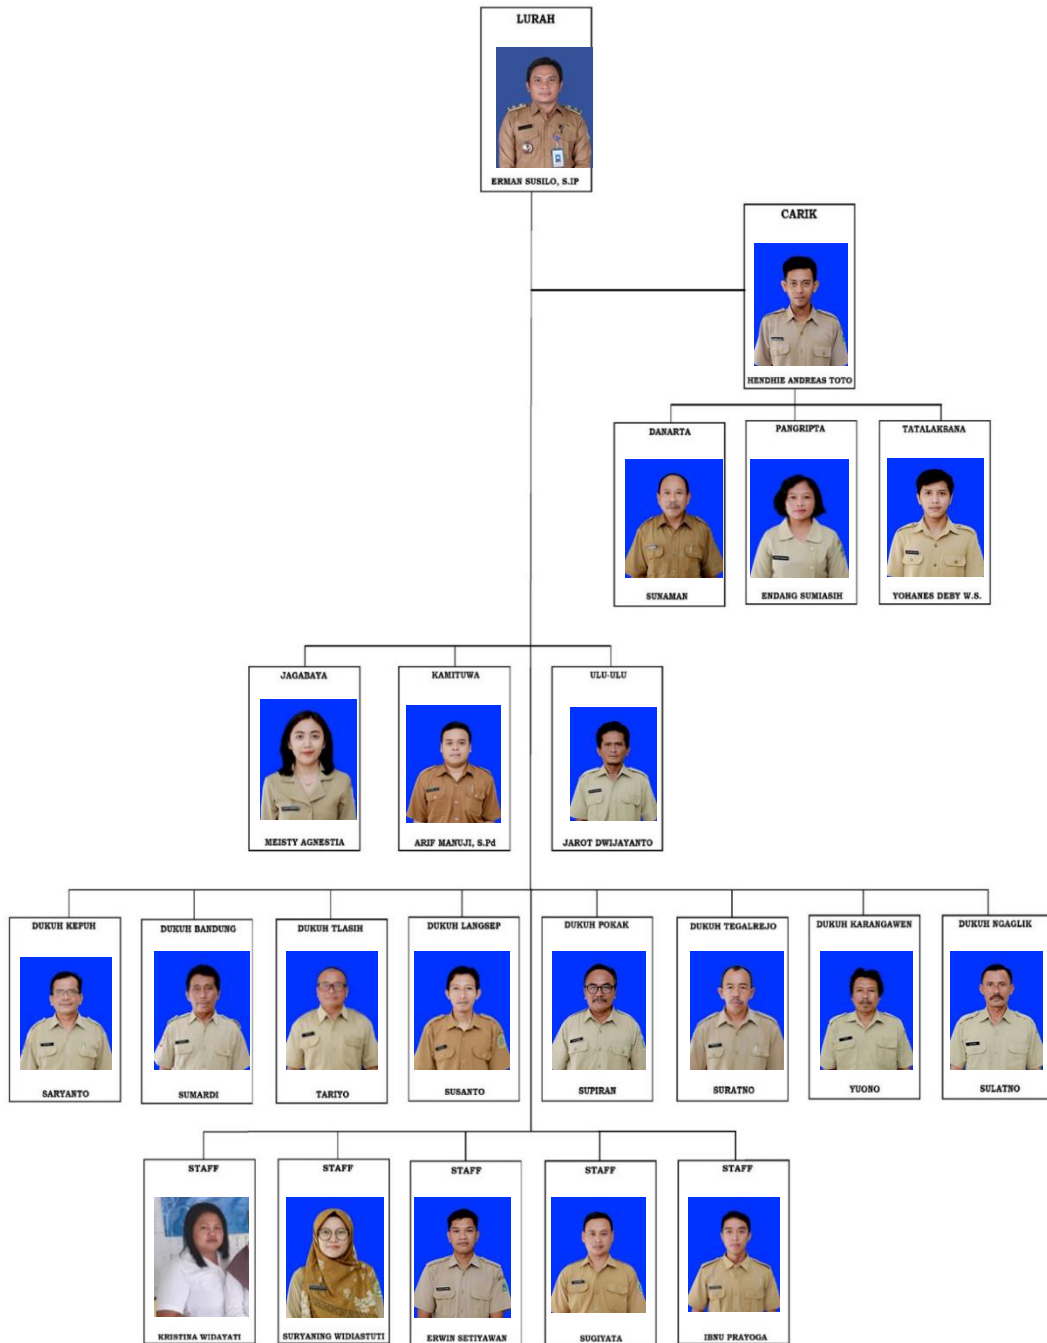 LURAH
ERMAN SUSILO, S.IP
CARIK
HENDHIE ANDREAS TOTO
DANARTA
SUNAMAN
PANGRIPTA
ENDANG SUMIASIH
TATALAKSANA
YOHANES DEBY W.S.
JAGABAYA
MEISTY AGNESTIA
KAMITUWA
ARIF MANUJI, S.Pd
ULU-ULU
JAROT DWIJAYANTO
DUKUH KEPUH
SARYANTO
DUKUH BANDUNG
SUMARDI
DUKUH TLASIH
TARIYO
DUKUH LANGSEP
SUSANTO
DUKUH POKAK
SUPIRAN
DUKUH TEGALREJO
SURATNO
DUKUH KARANGAWEN
YUONO
DUKUH NGAGLIK
SULATNO
STAFF
KRISTINA WIDAYATI
STAFF
SURYANING WIDIASTUTI
STAFF
ERWIN SETIYAWAN
STAFF
SUGIYATA
STAFF
IBNU PRAYOGA